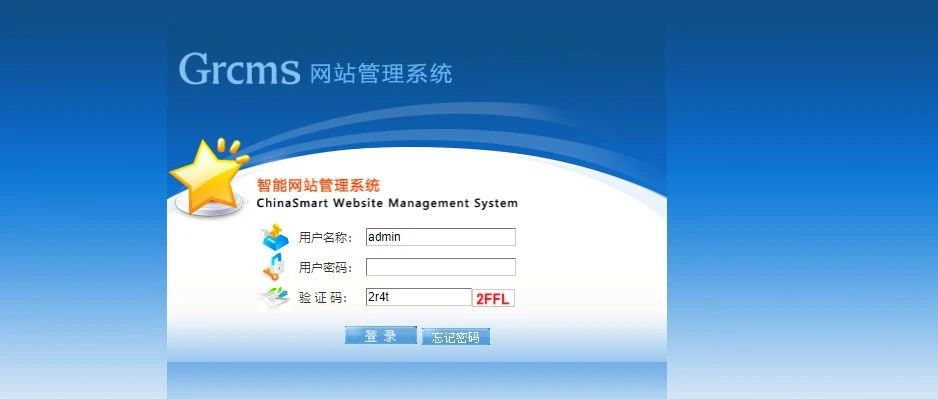 Grcms 网站管理系统
智能网站管理系统
ChinaSmart Website Management System
用户名称： admin
用户密码：
验 证 码： 2r4t 2FFL
登 录 忘记密码